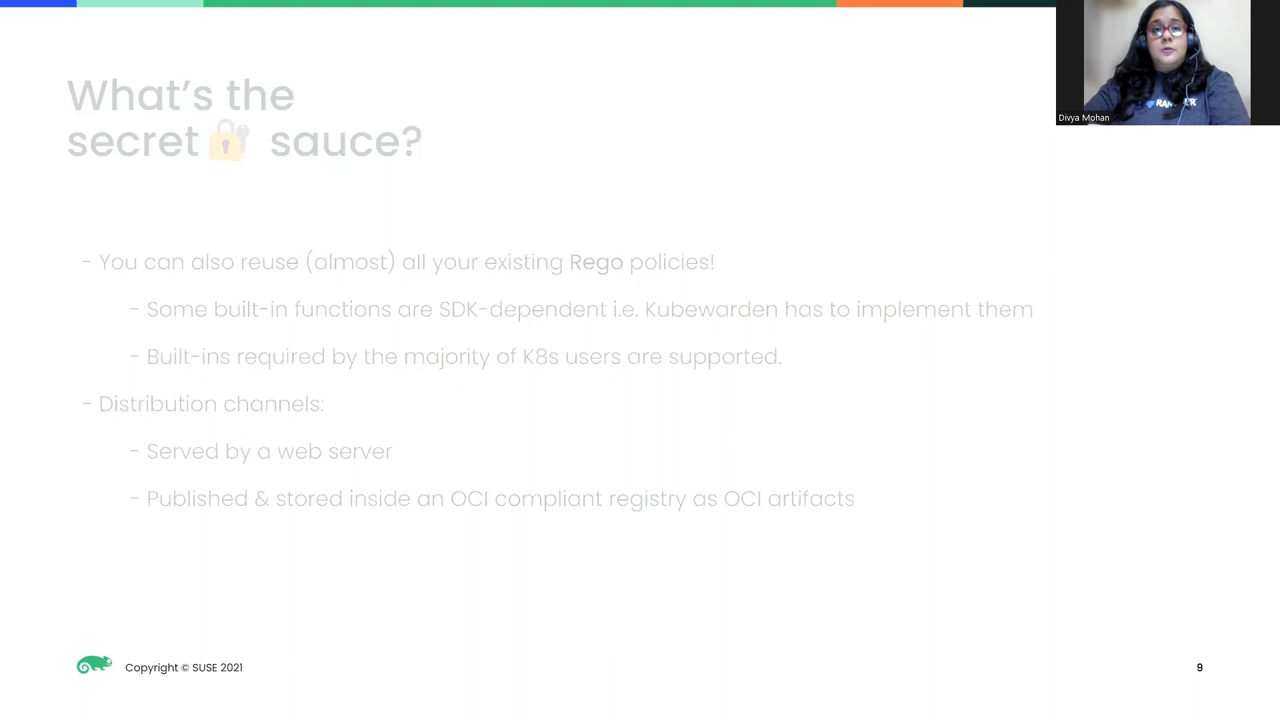 What's the
secret 🔐 sauce?
- You can also reuse (almost) all your existing Rego policies!
- Some built-in functions are SDK-dependent i.e. Kubewarden has to implement them
- Built-ins required by the majority of K8s users are supported.
- Distribution channels:
- Served by a web server
- Published & stored inside an OCI compliant registry as OCI artifacts
Divya Mohan
Copyright © SUSE 2021
9